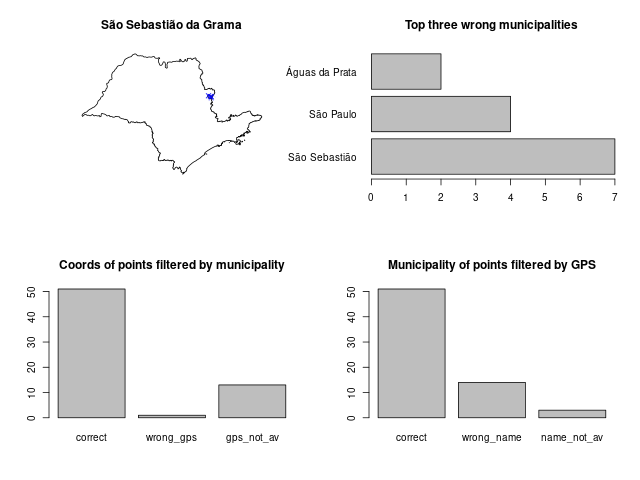 São Sebastião da Grama
Top three wrong municipalities
Águas da Prata
São Paulo
São Sebastião
0 1 2 3 4 5 6 7
Coords of points filtered by municipality
50
40
30
20
10
0
correct wrong_gps gps_not_av
Municipality of points filtered by GPS
50
40
30
20
10
0
correct wrong_name name_not_av